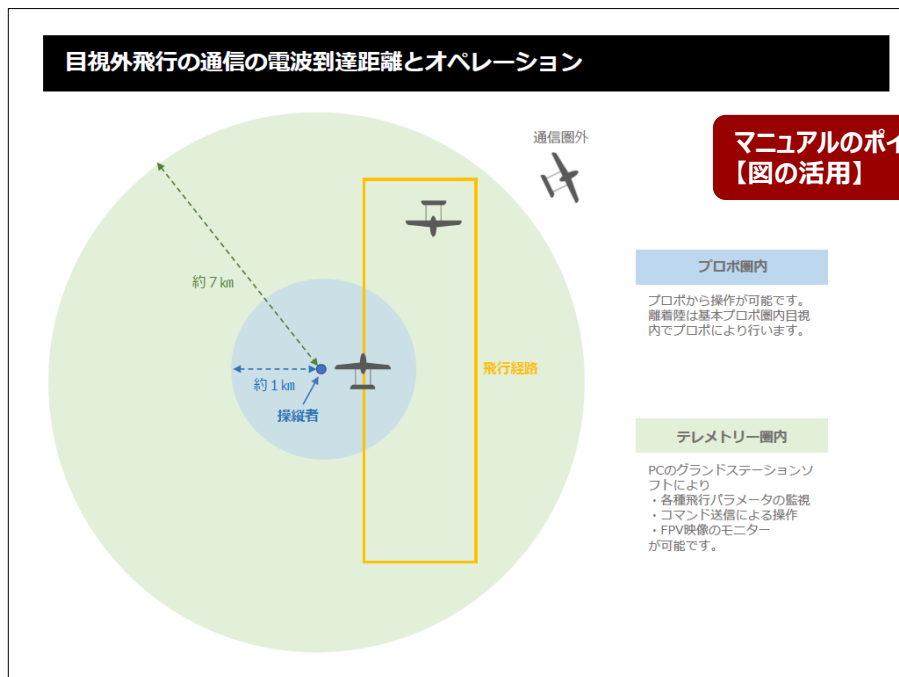 目視外飛行の通信の電波到達距離とオペレーション
通信圏外
マニュアルのポイ
【図の活用】
約7㎞
約1㎞
操縦者
飛行経路
プロポ圏内
プロポから操作が可能です。
離着陸は基本プロポ圏内目視
内でプロポにより行います。
テレメトリー圏内
PCのグランドステーションソ
フトにより
・各種飛行パラメータの監視
・コマンド送信による操作
・FPV映像のモニター
が可能です。